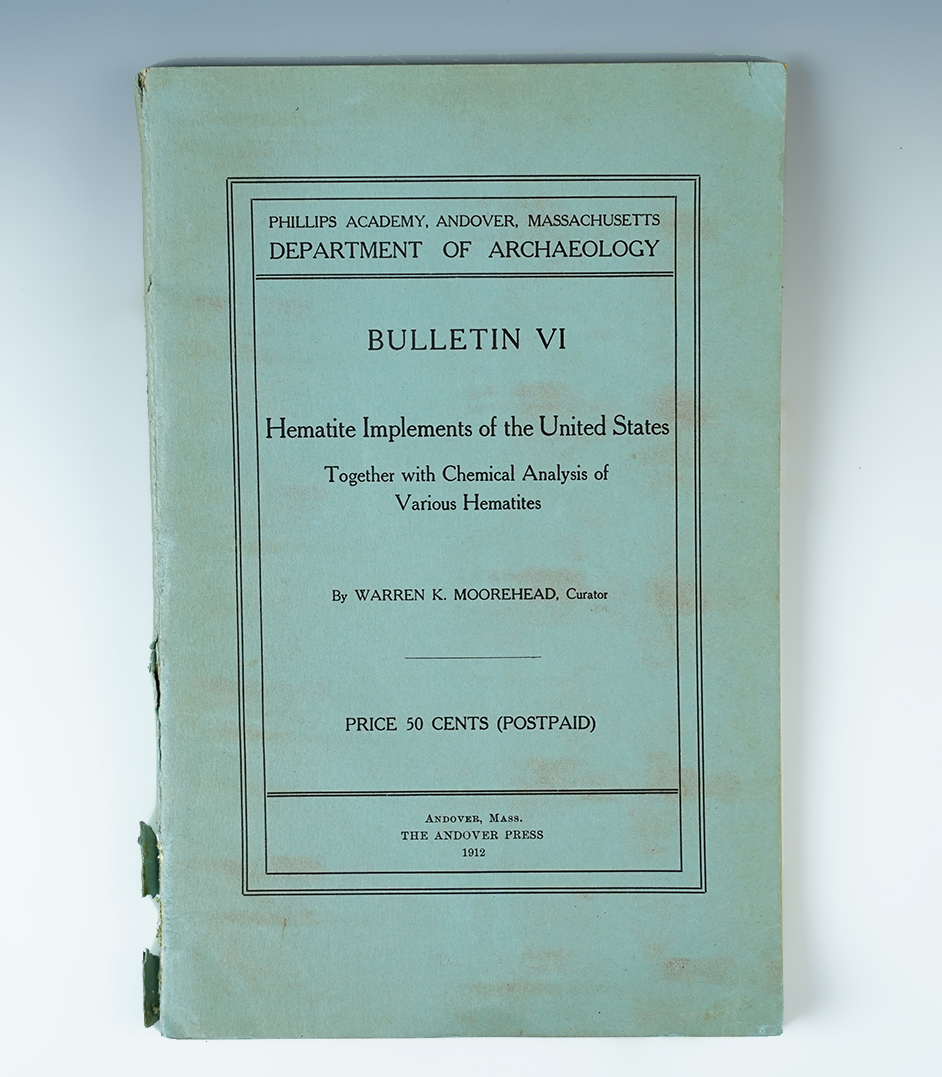 PHILLIPS ACADEMY, ANDOVER, MASSACHUSETTS
DEPARTMENT OF ARCHAEOLOGY
BULLETIN VI
Hematite Implements of the United States
Together with Chemical Analysis of
Various Hematites
By WARREN K. MOOREHEAD, Curator
PRICE 50 CENTS (POSTPAID)
ANDOVER, MASS.
THE ANDOVER PRESS
1912